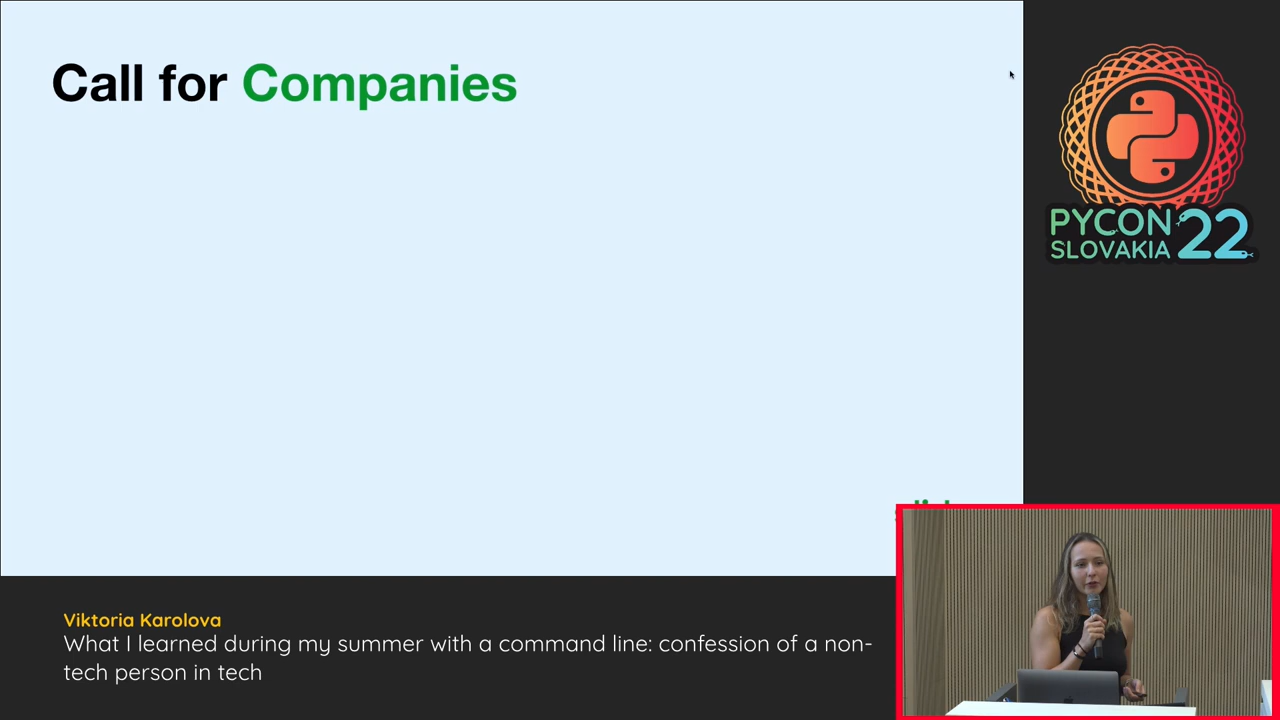 Call for Companies
PYCON
SLOVAKIA 22
Viktoria Karolova
What I learned during my summer with a command line: confession of a non-
tech person in tech